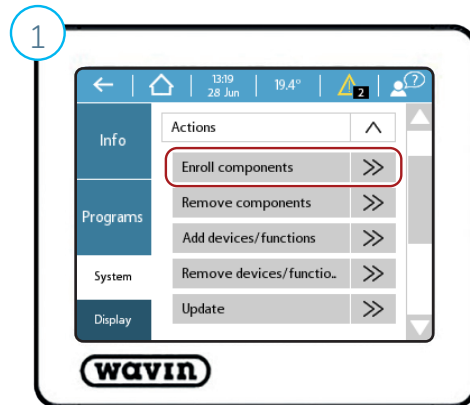 1
13:19
28 Jun
19.4°
2
?
Info
Programs
System
Display
Actions
Enroll components
Remove components
Add devices/functions
Remove devices/functio..
Update
wavin